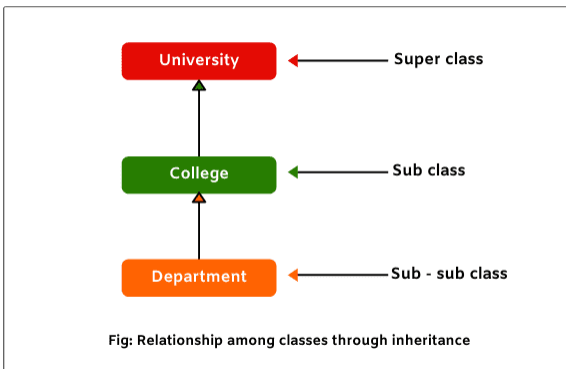 University
Super class
College
Sub class
Department
Sub - sub class
Fig: Relationship among classes through inheritance